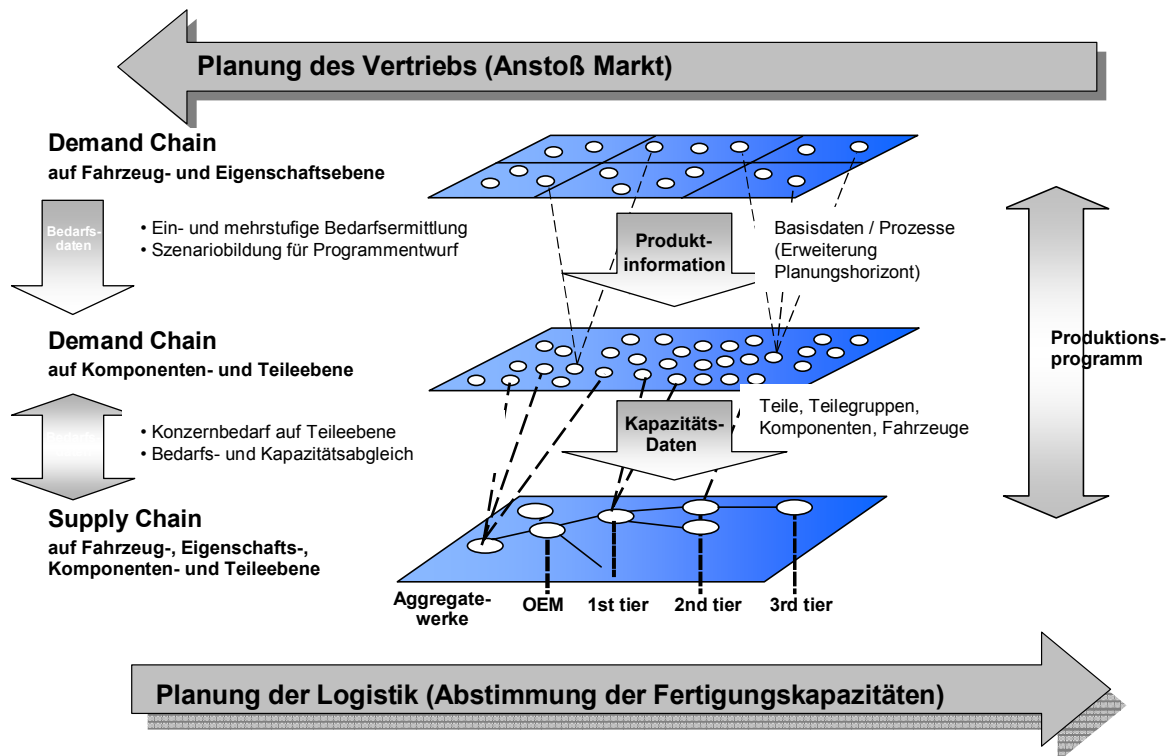 Planung des Vertriebs (Anstoß Markt)
Demand Chain
auf Fahrzeug- und Eigenschaftsebene
Bedarfs-
daten
• Ein- und mehrstufige Bedarfsermittlung
• Szenariobildung für Programmentwurf
Produkt-
information
Basisdaten / Prozesse
(Erweiterung
Planungshorizont)
Demand Chain
auf Komponenten- und Teileebene
Produktions-
programm
• Konzernbedarf auf Teileebene
• Bedarfs- und Kapazitätsabgleich
Kapazitäts-
Daten
Teile, Teilegruppen,
Komponenten, Fahrzeuge
Supply Chain
auf Fahrzeug-, Eigenschafts-,
Komponenten- und Teileebene
Aggregate-
werke
OEM
1st tier
2nd tier
3rd tier
Planung der Logistik (Abstimmung der Fertigungskapazitäten)